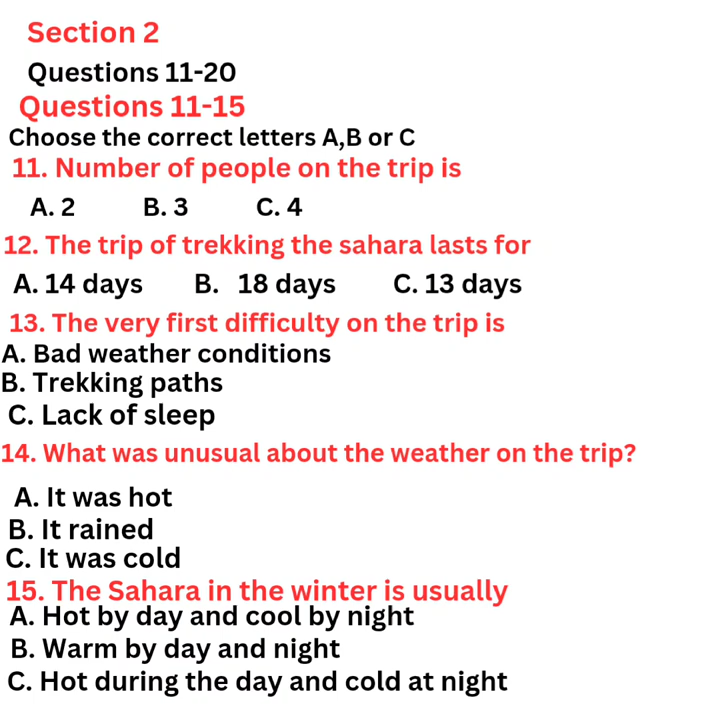 Section 2
Questions 11-20
Questions 11-15
Choose the correct letters A,B or C
11. Number of people on the trip is
A. 2 B. 3 C. 4
12. The trip of trekking the sahara lasts for
A. 14 days B. 18 days C. 13 days
13. The very first difficulty on the trip is
A. Bad weather conditions
B. Trekking paths
C. Lack of sleep
14. What was unusual about the weather on the trip?
A. It was hot
B. It rained
C. It was cold
15. The Sahara in the winter is usually
A. Hot by day and cool by night
B. Warm by day and night
C. Hot during the day and cold at night